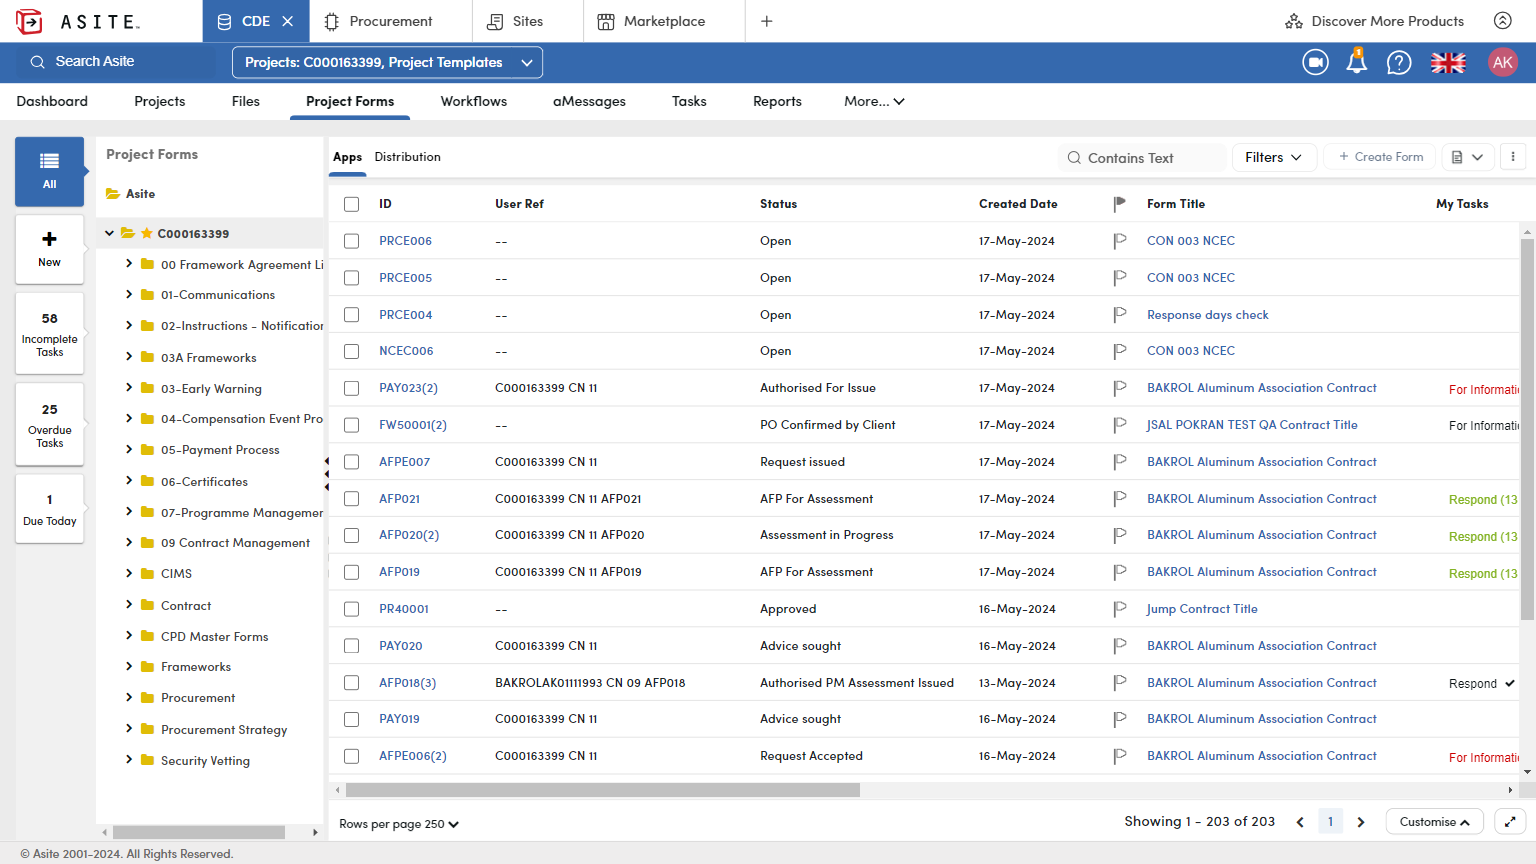 ASITE
CDE
Procurement
Sites
Marketplace
Discover More Products
Search Asite
Projects: C000163399, Project Templates
1
AK
Dashboard
Projects
Files
Project Forms
Workflows
aMessages
Tasks
Reports
More...
All
New
58
Incomplete
Tasks
25
Overdue
Tasks
1
Due Today
Project Forms
Asite
C000163399
00 Framework Agreement Li
01-Communications
02-Instructions - Notification
03A Frameworks
03-Early Warning
04-Compensation Event Pro
05-Payment Process
06-Certificates
07-Programme Managemen
09 Contract Management
CIMS
Contract
CPD Master Forms
Frameworks
Procurement
Procurement Strategy
Security Vetting
Apps Distribution
Contains Text
Filters
+ Create Form
ID User Ref Status Created Date Form Title My Tasks
PRCE006 -- Open 17-May-2024 CON 003 NCEC
PRCE005 -- Open 17-May-2024 CON 003 NCEC
PRCE004 -- Open 17-May-2024 Response days check
NCEC006 -- Open 17-May-2024 CON 003 NCEC
PAY023(2) C000163399 CN 11 Authorised For Issue 17-May-2024 BAKROL Aluminum Association Contract For Informati
FW50001(2) -- PO Confirmed by Client 17-May-2024 JSAL POKRAN TEST QA Contract Title For Informati
AFPE007 C000163399 CN 11 Request issued 17-May-2024 BAKROL Aluminum Association Contract
AFP021 C000163399 CN 11 AFP021 AFP For Assessment 17-May-2024 BAKROL Aluminum Association Contract Respond (13
AFP020(2) C000163399 CN 11 AFP020 Assessment in Progress 17-May-2024 BAKROL Aluminum Association Contract Respond (13
AFP019 C000163399 CN 11 AFP019 AFP For Assessment 17-May-2024 BAKROL Aluminum Association Contract Respond (13
PR40001 -- Approved 16-May-2024 Jump Contract Title
PAY020 C000163399 CN 11 Advice sought 16-May-2024 BAKROL Aluminum Association Contract
AFP018(3) BAKROLAK01111993 CN 09 AFP018 Authorised PM Assessment Issued 13-May-2024 BAKROL Aluminum Association Contract Respond
PAY019 C000163399 CN 11 Advice sought 16-May-2024 BAKROL Aluminum Association Contract
AFPE006(2) C000163399 CN 11 Request Accepted 16-May-2024 BAKROL Aluminum Association Contract For Informati
Rows per page 250
Showing 1 - 203 of 203
1
Customise
© Asite 2001-2024. All Rights Reserved.